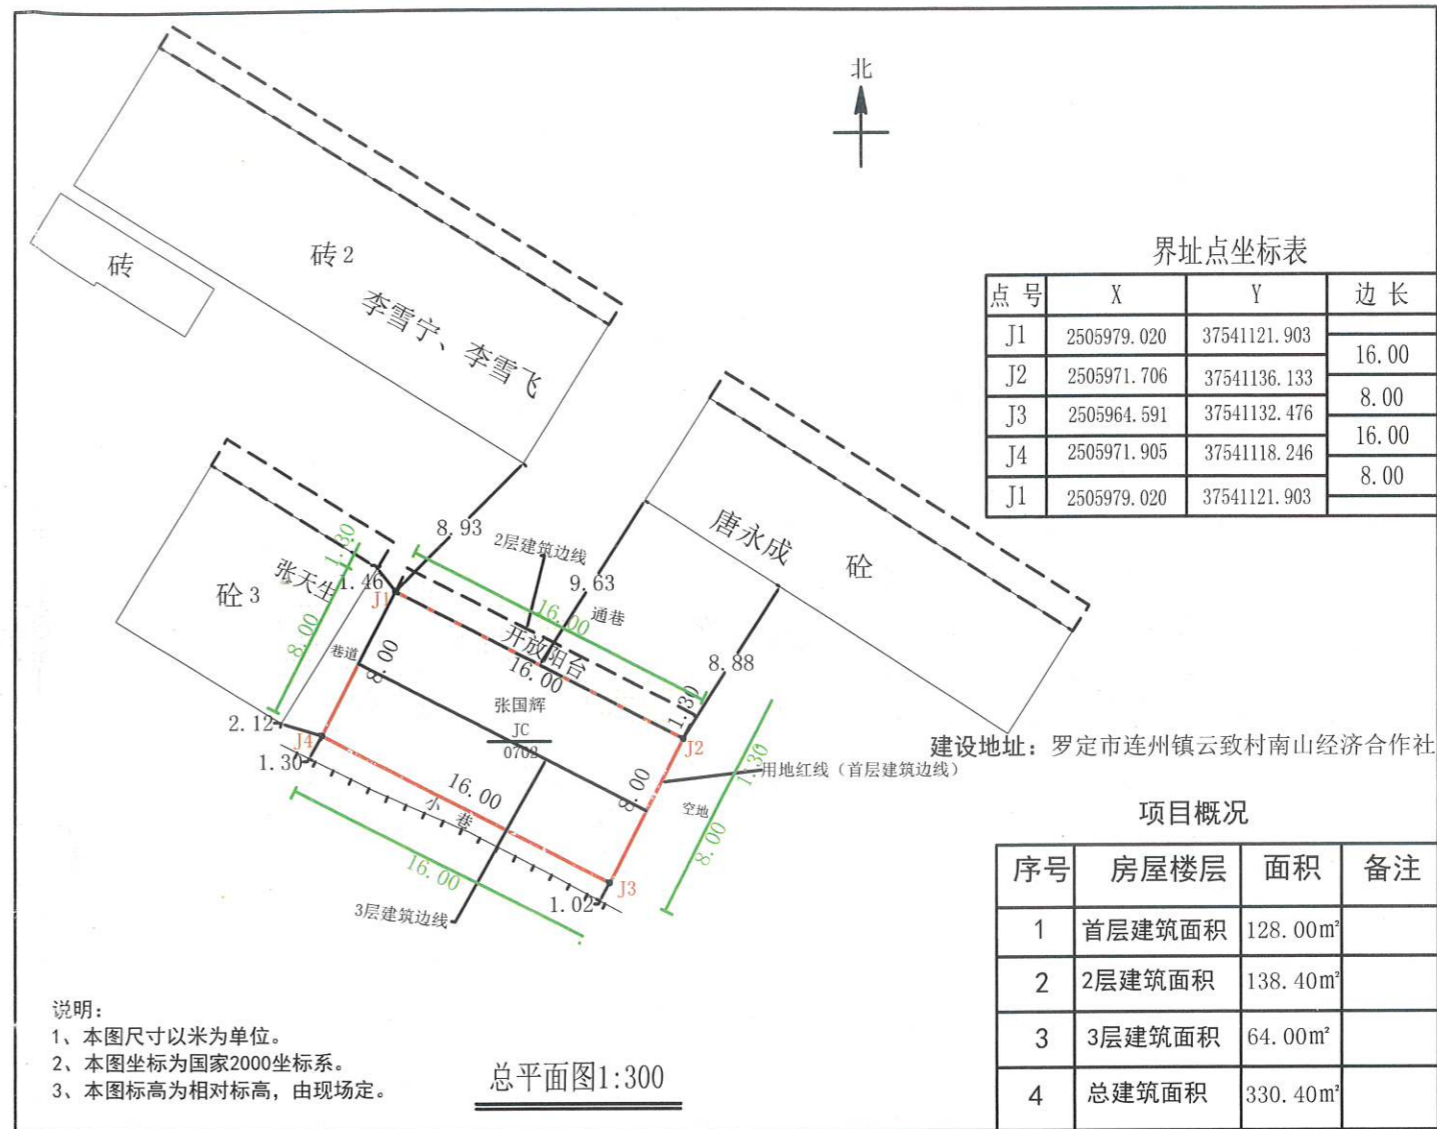 北
砖2
砖
李雪宁、李雪飞
界址点坐标表
点 号 X Y 边 长
J1 2505979.020 37541121.903
16.00
J2 2505971.706 37541136.133
8.00
J3 2505964.591 37541132.476
16.00
J4 2505971.905 37541118.246
8.00
J1 2505979.020 37541121.903
唐永成
砼
8.93
2层建筑边线
9.63
通巷
16.00
1.30
张天生
1.46
J1
砼3
8.00
巷道
8.00
开放阳台
16.00
8.88
1.30
张国辉
JC
0702
J2
2.12
J4
1.30
16.00
小巷
8.00
空地
用地红线（首层建筑边线）
1.30
8.00
16.00
J3
1.02
3层建筑边线
建设地址：罗定市连州镇云致村南山经济合作社
项目概况
序号 房屋楼层 面积 备注
1 首层建筑面积 128.00m²
2 2层建筑面积 138.40m²
3 3层建筑面积 64.00m²
4 总建筑面积 330.40m²
说明：
1、本图尺寸以米为单位。
2、本图坐标为国家2000坐标系。
3、本图标高为相对标高，由现场定。
总平面图1:300